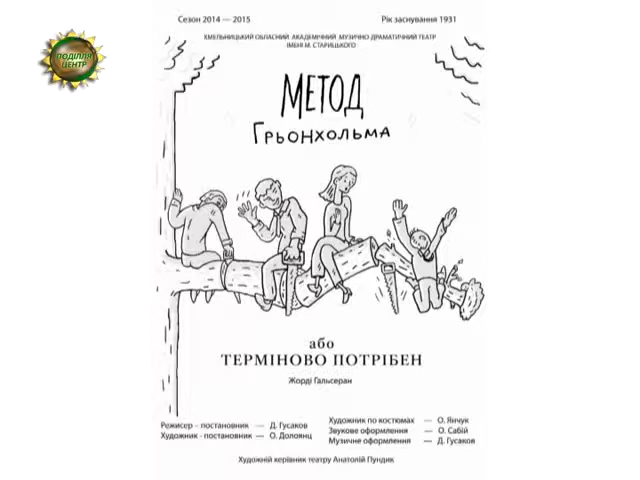 Сезон 2014 — 2015
Рік заснування 1931
ХМЕЛЬНИЦЬКИЙ ОБЛАСНИЙ АКАДЕМІЧНИЙ МУЗИЧНО-ДРАМАТИЧНИЙ ТЕАТР
ІМЕНІ М. СТАРИЦЬКОГО
ПОДІЛЛЯ
ЦЕНТР
МЕТОД
ГРЬОНХОЛЬМА
або
ТЕРМІНОВО ПОТРІБЕН
Жорді Гальсеран
Режисер - постановник — Д. Гусаков
Художник - постановник — О. Долоянц
Художник по костюмах — О. Янчук
Звукове оформлення — О. Сабій
Музичне оформлення — Д. Гусаков
Художній керівник театру Анатолій Пундик